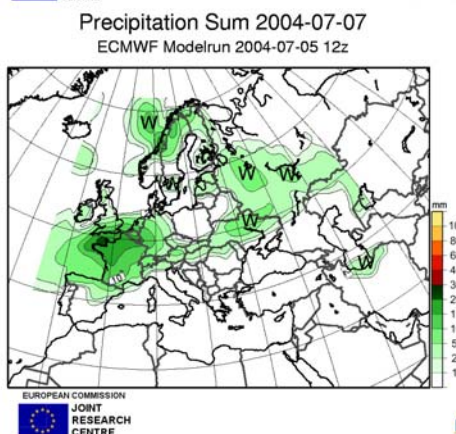 Precipitation Sum 2004-07-07
ECMWF Modelrun 2004-07-05 12z
W
W
W
W
W
W
W
mm
EUROPEAN COMMISSION
JOINT
RESEARCH
CENTRE